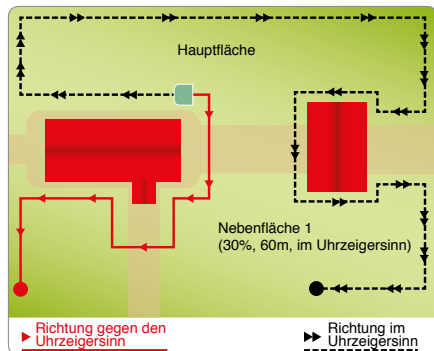 Hauptfläche
Nebenfläche 1
(30%, 60m, im Uhrzeigersinn)
Richtung gegen den
Uhrzeigersinn
Richtung im
Uhrzeigersinn